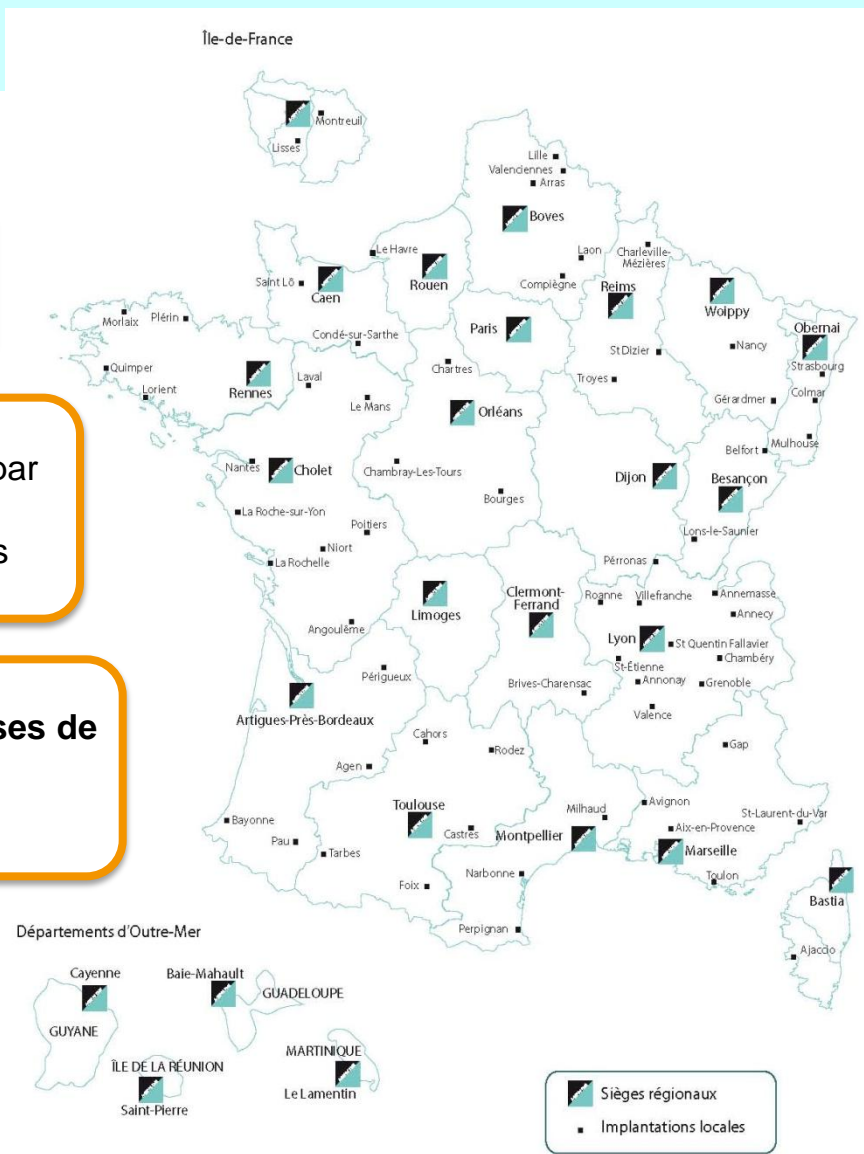 Île-de-France
Montreuil
Lisses
Lille
Valenciennes
Arras
Boves
Laon
Charleville-
Mézières
Le Havre
Compiègne
Reims
Saint Lô
Caen
Rouen
Woippy
Obernai
Morlaix
Plérin
Paris
Condé-sur-Sarthe
Nancy
St Dizier
Strasbourg
Chartres
Quimper
Laval
Troyes
Rennes
Lorient
Le Mans
Gérardmer
Colmar
Orléans
par
s
Mulhouse
Belfort
Nantes
Cholet
Chambray-Les-Tours
Dijon
Besançon
Bourges
La Roche-sur-Yon
Poitiers
Lons-le-Saunier
Niort
La Rochelle
Pérronas
Clermont-
Ferrand
Roanne
Villefranche
Annemasse
Annecy
Limoges
Angoulême
Lyon
St Quentin Fallavier
Chambéry
St-Étienne
Périgueux
Brives-Charensac
Annonay
Grenoble
ses de
Artigues-Près-Bordeaux
Valence
Cahors
Gap
Rodez
Agen
Avignon
Toulouse
Milhaud
St-Laurent-du-Var
Bayonne
Castres
Montpellier
Aix-en-Provence
Pau
Marseille
Tarbes
Narbonne
Toulon
Foix
Bastia
Perpignan
Départements d'Outre-Mer
Ajaccio
Cayenne
Baie-Mahault
GUADELOUPE
GUYANE
MARTINIQUE
ÎLE DE LA RÉUNION
Le Lamentin
Saint-Pierre
Sièges régionaux
Implantations locales